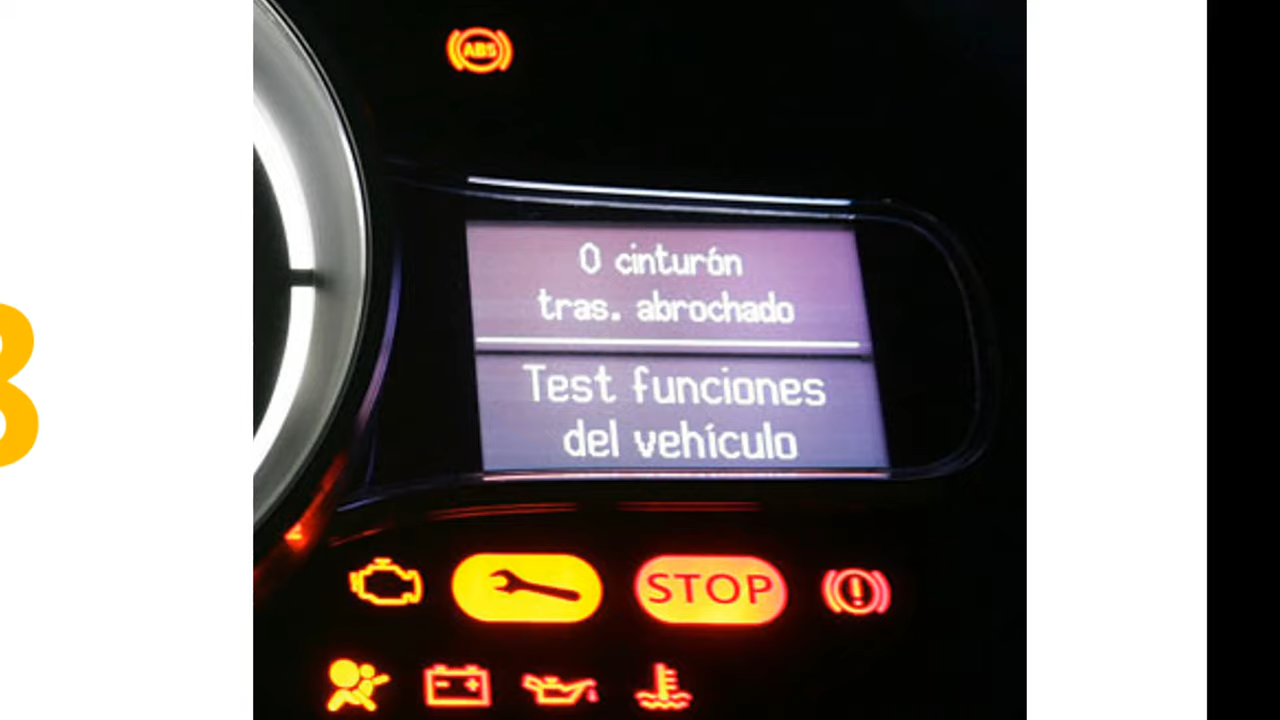 ABS
0 cinturón
tras. abrochado
Test funciones
del vehículo
STOP